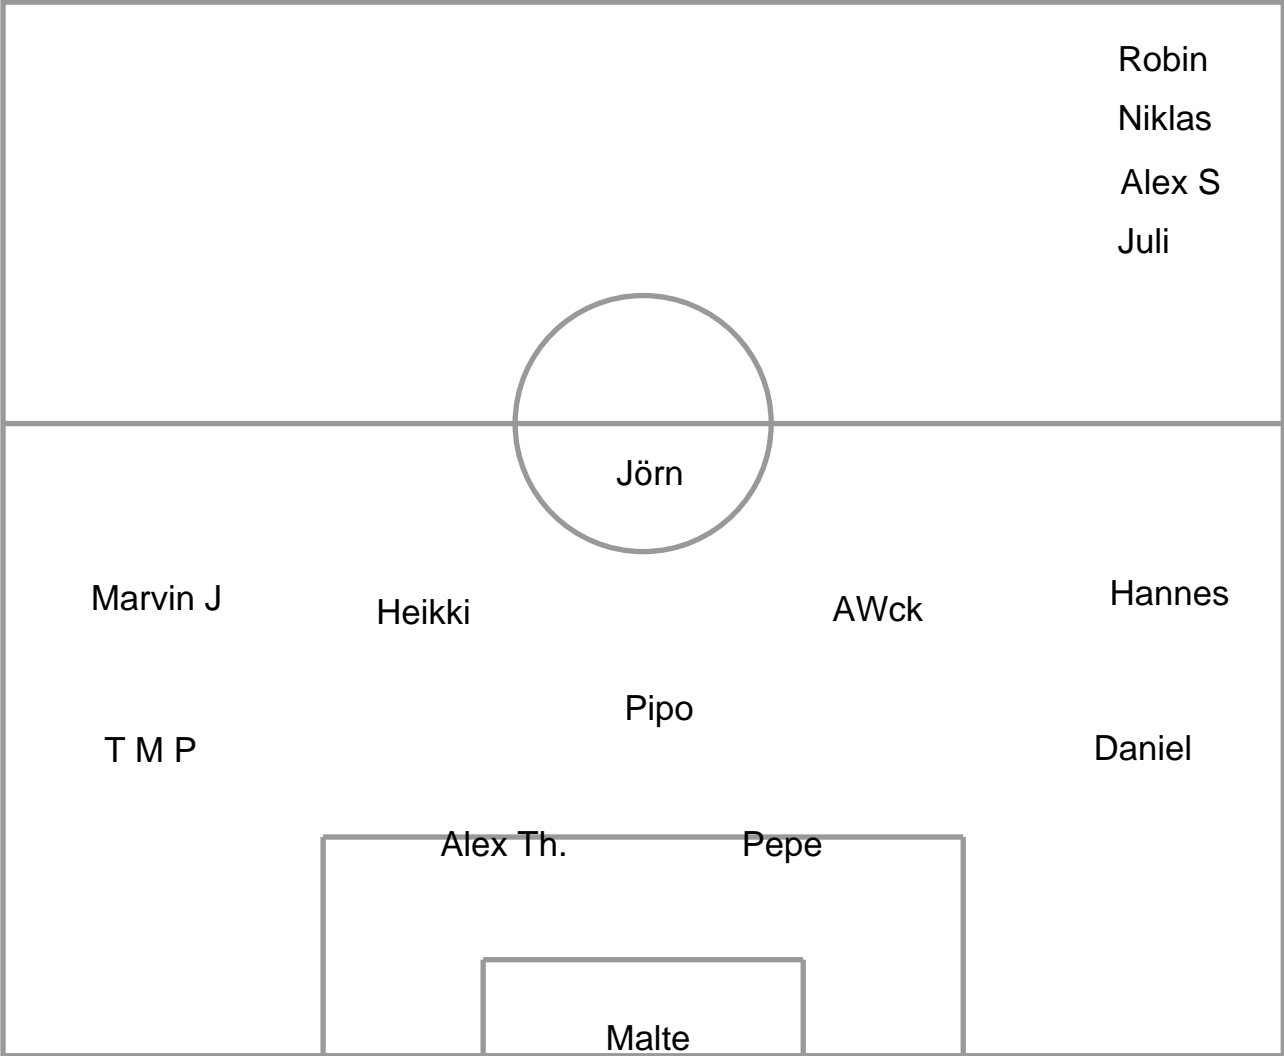 Robin
Niklas
Alex S
Juli
Jörn
Marvin J
Heikki
AWck
Hannes
Pipo
T M P
Daniel
Alex Th.
Pepe
Malte